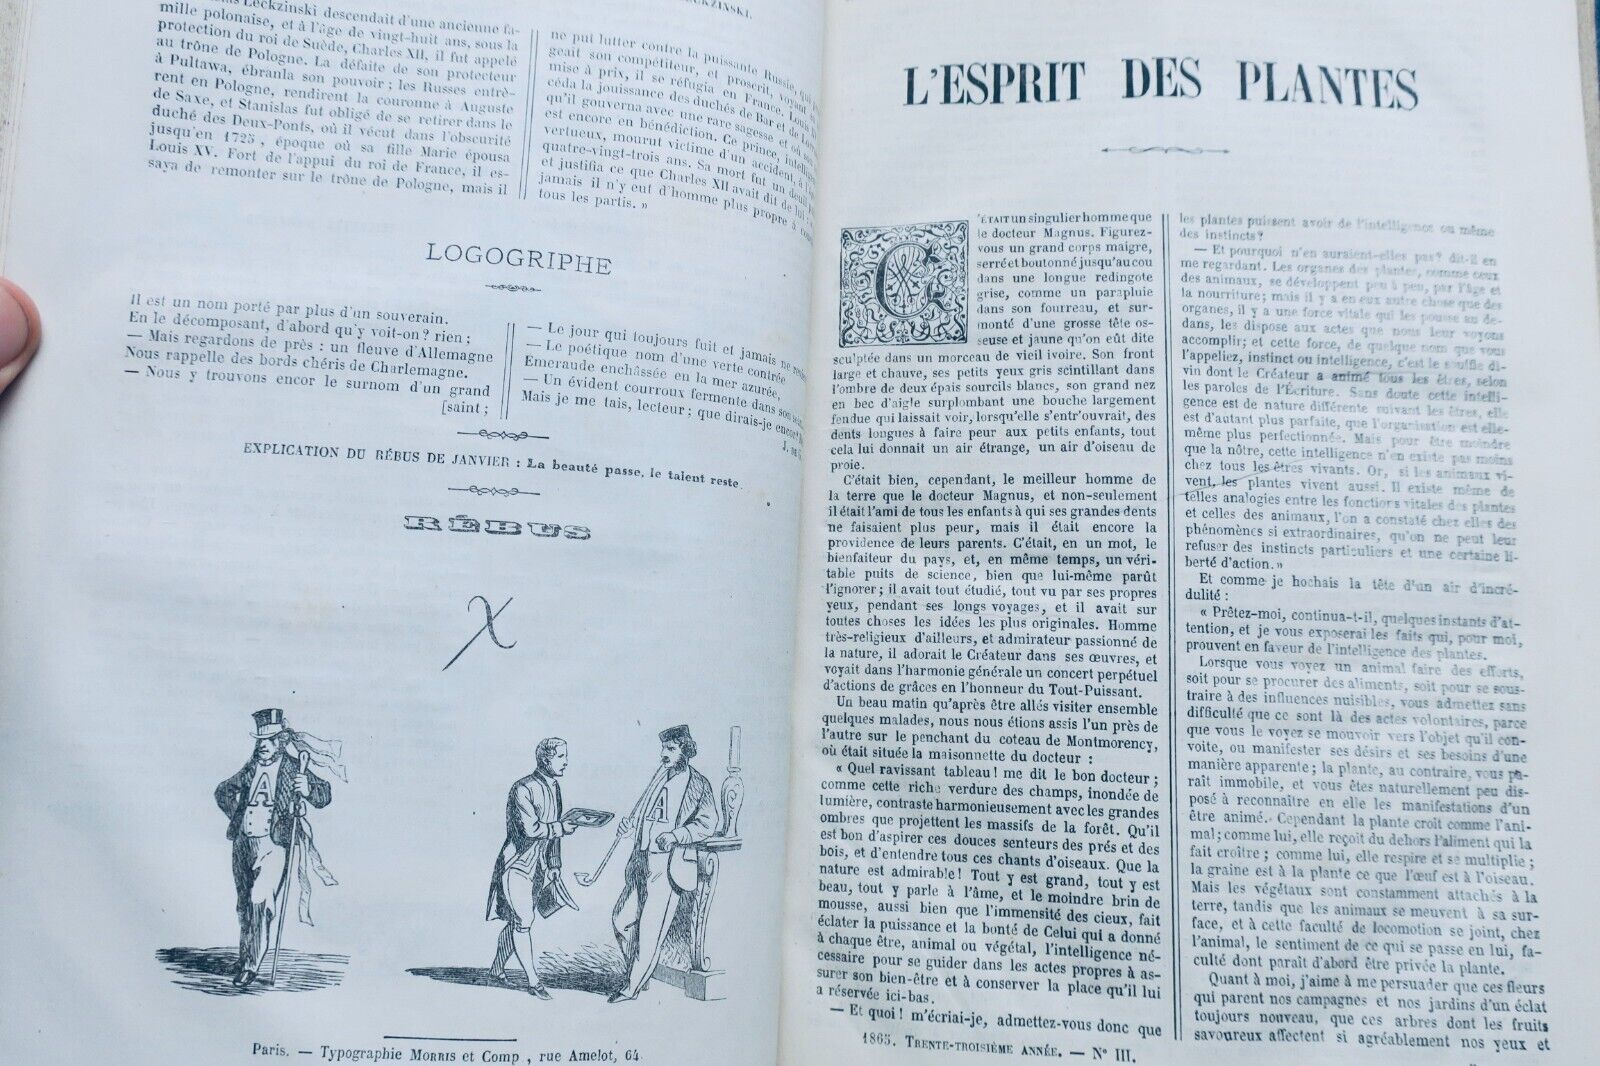 Leckzinski descendait d'une ancienne fa-
mille polonaise, et à l'âge de vingt-huit ans, sous la
protection du roi de Suède, Charles XII, il fut appelé
au trône de Pologne. La défaite de son protecteur
à Pultawa, ébranla son pouvoir; les Russes entrè-
rent en Pologne, rendirent la couronne à Auguste
de Saxe, et Stanislas fut obligé de se retirer dans le
duché des Deux-Ponts, où il vécut dans l'obscurité
jusqu'en 1725, époque où sa fille Marie épousa
Louis XV. Fort de l'appui du roi de France, il es-
saya de remonter sur le trône de Pologne, mais il
ne put lutter contre la puissante Russie, qui
geait son compétiteur, et proscrit, voyant
mise à prix, il se réfugia en France. Louis
céda la jouissance des duchés de Bar et de
qu'il gouverna avec une rare sagesse et où son
est encore en bénédiction. Ce prince,
vertueux, mourut victime d'un accident, à l'âge
quatre-vingt-trois ans. Sa mort fut un deuil
et justifia ce que Charles XII avait dit de lui
jamais il n'y eut d'homme plus propre à
tous les partis. »
LOGOGRIPHE
Il est un nom porté par plus d'un souverain.
En le décomposant, d'abord qu'y voit-on? rien;
— Mais regardons de près : un fleuve d'Allemagne
Nous rappelle des bords chéris de Charlemagne.
— Nous y trouvons encor le surnom d'un grand
[saint;
— Le jour qui toujours fuit et jamais ne
— Le poétique nom d'une verte contrée
Emeraude enchâssée en la mer azurée,
— Un évident courroux fermente dans son
Mais je me tais, lecteur; que dirais-je encor?
J. DE
EXPLICATION DU RÉBUS DE JANVIER : La beauté passe, le talent reste.
RÉBUS
X
A
A
Paris. — Typographie MORRIS et Comp , rue Amelot, 64.
L'ESPRIT DES PLANTES
C'ÉTAIT un singulier homme que
le docteur Magnus. Figurez-
vous un grand corps maigre,
serré et boutonné jusqu'au cou
dans une longue redingote
grise, comme un parapluie
dans son fourreau, et sur-
monté d'une grosse tête os-
seuse et jaune qu'on eût dite
sculptée dans un morceau de vieil ivoire. Son front
large et chauve, ses petits yeux gris scintillant dans
l'ombre de deux épais sourcils blancs, son grand nez
en bec d'aigle surplombant une bouche largement
fendue qui laissait voir, lorsqu'elle s'entr'ouvrait, des
dents longues à faire peur aux petits enfants, tout
cela lui donnait un air étrange, un air d'oiseau de
proie.
C'était bien, cependant, le meilleur homme de
la terre que le docteur Magnus, et non-seulement
il était l'ami de tous les enfants à qui ses grandes dents
ne faisaient plus peur, mais il était encore la
providence de leurs parents. C'était, en un mot, le
bienfaiteur du pays, et, en même temps, un véri-
table puits de science, bien que lui-même parût
l'ignorer; il avait tout étudié, tout vu par ses propres
yeux, pendant ses longs voyages, et il avait sur
toutes choses les idées les plus originales. Homme
très-religieux d'ailleurs, et admirateur passionné de
la nature, il adorait le Créateur dans ses œuvres, et
voyait dans l'harmonie générale un concert perpétuel
d'actions de grâces en l'honneur du Tout-Puissant.
Un beau matin qu'après être allés visiter ensemble
quelques malades, nous nous étions assis l'un près de
l'autre sur le penchant du coteau de Montmorency,
où était située la maisonnette du docteur :
« Quel ravissant tableau! me dit le bon docteur;
comme cette riche verdure des champs, inondée de
lumière, contraste harmonieusement avec les grandes
ombres que projettent les massifs de la forêt. Qu'il
est bon d'aspirer ces douces senteurs des prés et des
bois, et d'entendre tous ces chants d'oiseaux. Que la
nature est admirable! Tout y est grand, tout y est
beau, tout y parle à l'âme, et le moindre brin de
mousse, aussi bien que l'immensité des cieux, fait
éclater la puissance et la bonté de Celui qui a donné
à chaque être, animal ou végétal, l'intelligence né-
cessaire pour se guider dans les actes propres à as-
surer son bien-être et à conserver la place qu'il lui
a réservée ici-bas.
— Et quoi! m'écriai-je, admettez-vous donc que
1865. TRENTE-TROISIÈME ANNÉE. — N° III.
les plantes puissent avoir de l'intelligence ou même
des instincts?
— Et pourquoi n'en auraient-elles pas? dit-il en
me regardant. Les organes des plantes, comme ceux
des animaux, se développent peu à peu, par l'âge et
la nourriture; mais il y a en eux autre chose que des
organes, il y a une force vitale qui les pousse au de-
dans, les dispose aux actes que nous leur voyons
accomplir; et cette force, de quelque nom que vous
l'appeliez, instinct ou intelligence, c'est le souffle di-
vin dont le Créateur a animé tous les êtres, selon
les paroles de l'Écriture. Sans doute cette intelli-
gence est de nature différente suivant les êtres, elle
est d'autant plus parfaite, que l'organisation est elle-
même plus perfectionnée. Mais pour être moindre
que la nôtre, cette intelligence n'en existe pas moins
chez tous les êtres vivants. Or, si les animaux vi-
vent, les plantes vivent aussi. Il existe même de
telles analogies entre les fonctions vitales des plantes
et celles des animaux, l'on a constaté chez elles des
phénomènes si extraordinaires, qu'on ne peut leur
refuser des instincts particuliers et une certaine li-
berté d'action. »
Et comme je hochais la tête d'un air d'incré-
dulité :
« Prêtez-moi, continua-t-il, quelques instants d'at-
tention, et je vous exposerai les faits qui, pour moi,
prouvent en faveur de l'intelligence des plantes.
Lorsque vous voyez un animal faire des efforts,
soit pour se procurer des aliments, soit pour se sous-
traire à des influences nuisibles, vous admettez sans
difficulté que ce sont là des actes volontaires, parce
que vous le voyez se mouvoir vers l'objet qu'il con-
voite, ou manifester ses désirs et ses besoins d'une
manière apparente; la plante, au contraire, vous pa-
raît immobile, et vous êtes naturellement peu dis-
posé à reconnaître en elle les manifestations d'un
être animé. Cependant la plante croît comme l'ani-
mal; comme lui, elle reçoit du dehors l'aliment qui la
fait croître; comme lui, elle respire et se multiplie;
la graine est à la plante ce que l'œuf est à l'oiseau.
Mais les végétaux sont constamment attachés à la
terre, tandis que les animaux se meuvent à sa sur-
face, et à cette faculté de locomotion se joint, chez
l'animal, le sentiment de ce qui se passe en lui, fa-
culté dont paraît d'abord être privée la plante.
Quant à moi, j'aime à me persuader que ces fleurs
qui parent nos campagnes et nos jardins d'un éclat
toujours nouveau, que ces arbres dont les fruits
savoureux affectent si agréablement nos yeux et